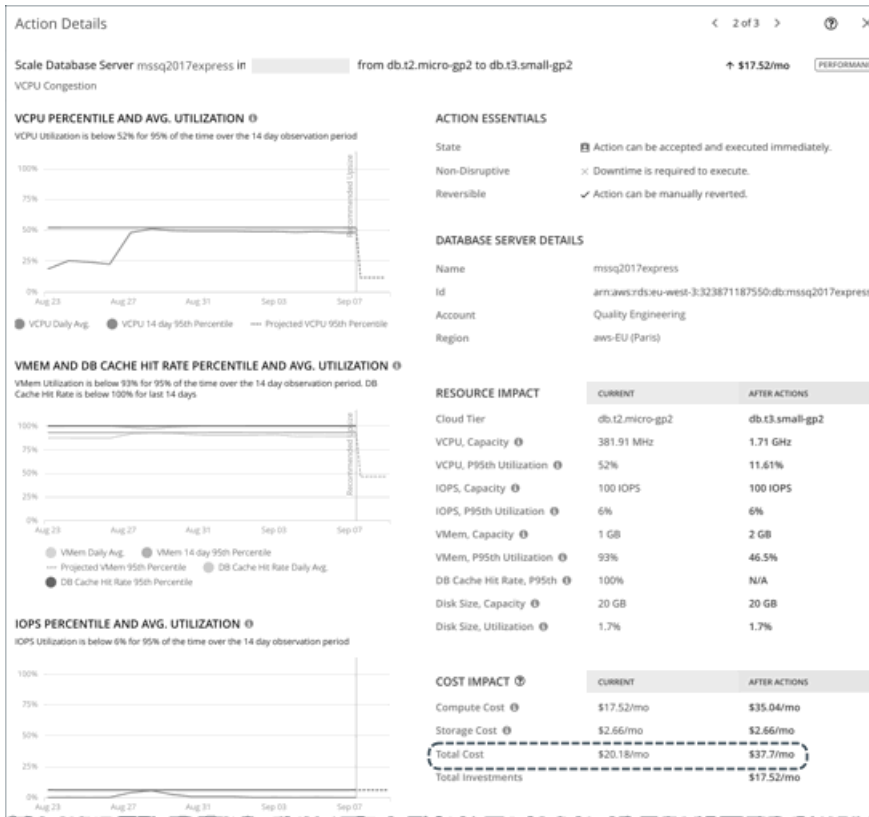 Action Details
2 of 3
Scale Database Server mssq2017express in from db.t2.micro-gp2 to db.t3.small-gp2
↑ $17.52/mo
PERFORMAN
VCPU Congestion
VCPU PERCENTILE AND AVG. UTILIZATION
VCPU Utilization is below 52% for 95% of the time over the 14 day observation period
100%
75%
50%
25%
0%
Recommended Upsize
Aug 23 Aug 27 Aug 31 Sep 03 Sep 07
VCPU Daily Avg. VCPU 14 day 95th Percentile Projected VCPU 95th Percentile
VMEM AND DB CACHE HIT RATE PERCENTILE AND AVG. UTILIZATION
VMem Utilization is below 93% for 95% of the time over the 14 day observation period. DB
Cache Hit Rate is below 100% for last 14 days
100%
75%
50%
25%
0%
Recommended Upsize
Aug 23 Aug 27 Aug 31 Sep 03 Sep 07
VMem Daily Avg. VMem 14 day 95th Percentile
Projected VMem 95th Percentile DB Cache Hit Rate Daily Avg.
DB Cache Hit Rate 95th Percentile
IOPS PERCENTILE AND AVG. UTILIZATION
IOPS Utilization is below 6% for 95% of the time over the 14 day observation period
100%
75%
50%
25%
0%
Aug 23 Aug 27 Aug 31 Sep 03 Sep 07
ACTION ESSENTIALS
State Action can be accepted and executed immediately.
Non-Disruptive Downtime is required to execute.
Reversible Action can be manually reverted.
DATABASE SERVER DETAILS
Name mssq2017express
Id arn:aws:rds:eu-west-3:323871187550:db:mssq2017express
Account Quality Engineering
Region aws-EU (Paris)
RESOURCE IMPACT CURRENT AFTER ACTIONS
Cloud Tier db.t2.micro-gp2 db.t3.small-gp2
VCPU, Capacity 381.91 MHz 1.71 GHz
VCPU, P95th Utilization 52% 11.61%
IOPS, Capacity 100 IOPS 100 IOPS
IOPS, P95th Utilization 6% 6%
VMem, Capacity 1 GB 2 GB
VMem, P95th Utilization 93% 46.5%
DB Cache Hit Rate, P95th 100% N/A
Disk Size, Capacity 20 GB 20 GB
Disk Size, Utilization 1.7% 1.7%
COST IMPACT CURRENT AFTER ACTIONS
Compute Cost $17.52/mo $35.04/mo
Storage Cost $2.66/mo $2.66/mo
Total Cost $20.18/mo $37.7/mo
Total Investments $17.52/mo